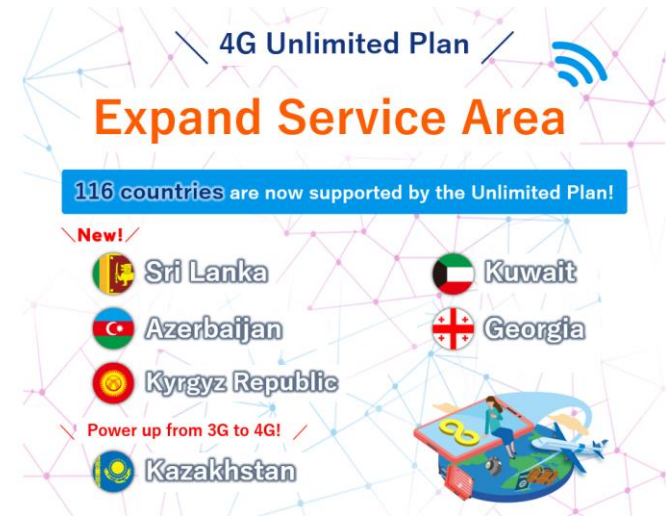 4G Unlimited Plan
Expand Service Area
116 countries are now supported by the Unlimited Plan!
New!
Sri Lanka
Kuwait
Azerbaijan
Georgia
Kyrgyz Republic
Power up from 3G to 4G!
Kazakhstan